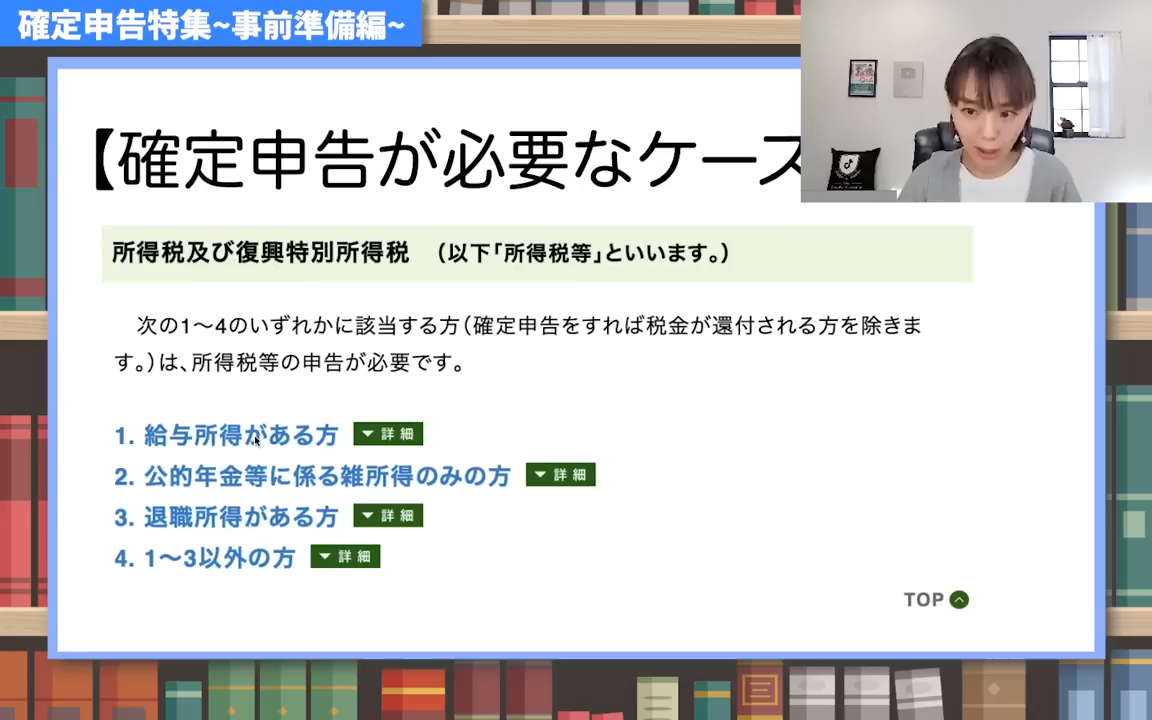 確定申告特集~事前準備編~
【確定申告が必要なケース
所得税及び復興特別所得税　（以下「所得税等」といいます。）
次の1～4のいずれかに該当する方（確定申告をすれば税金が還付される方を除きま
す。）は、所得税等の申告が必要です。
1. 給与所得がある方 ▼詳細
2. 公的年金等に係る雑所得のみの方 ▼詳細
3. 退職所得がある方 ▼詳細
4. 1～3以外の方 ▼詳細
TOP